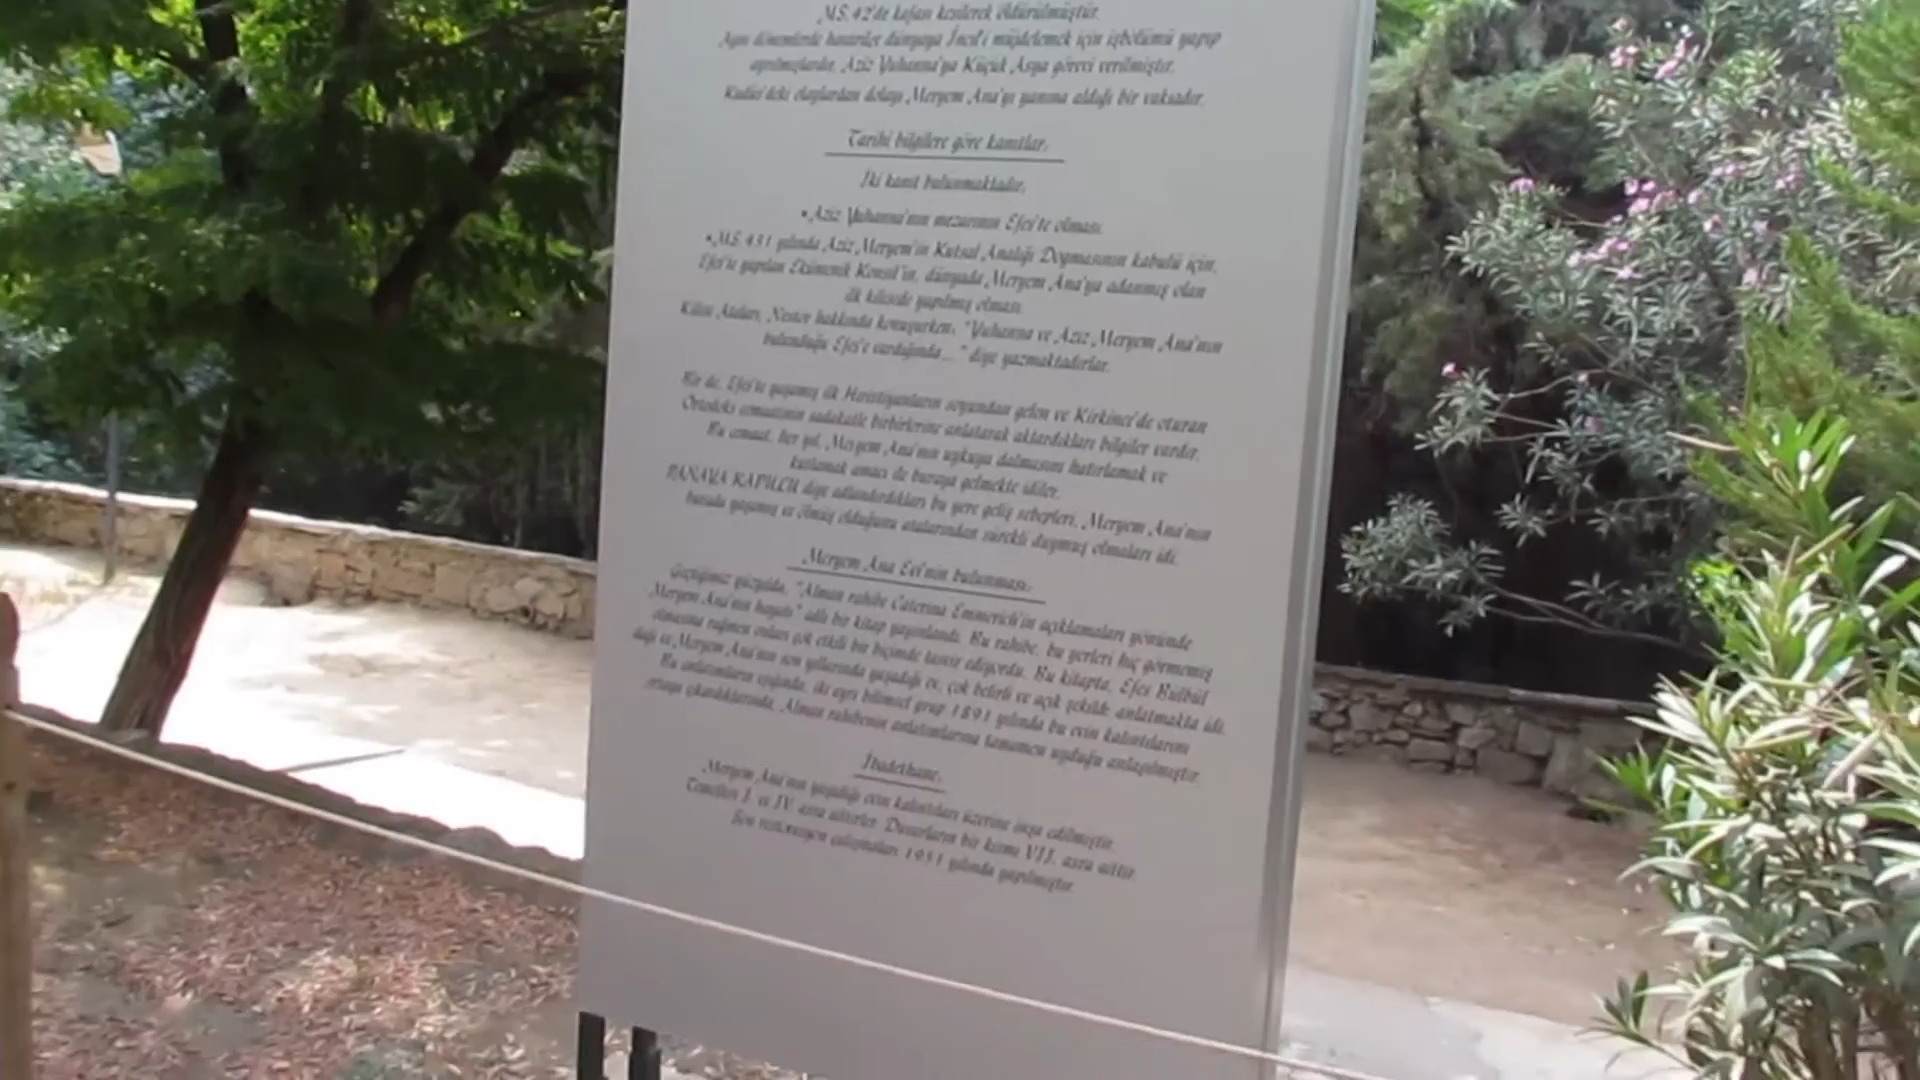 M.S. 42'de kafası kesilerek öldürülmüştür.
Aynı dönemlerde havariler dünyaya İncil'i müjdelemek için işbölümü yapıp
ayrılmışlardır. Aziz Yuhanna'ya Küçük Asya görevi verilmiştir.
Kudüs'deki olaylardan dolayı Meryem Ana'yı yanına aldığı bir vakıadır.
Tarihi bilgilere göre kanıtlar:
İki kanıt bulunmaktadır.
•Aziz Yuhanna'nın mezarının Efes'te olması.
•M.S. 431 yılında Aziz Meryem'in Kutsal Analığı Dogmasının kabulü için,
Efes'te yapılan Ekümenik Konsil'in, dünyada Meryem Ana'ya adanmış olan
ilk kilisede yapılmış olması.
Kilise Ataları, Nestor hakkında konuşurken: "Yuhanna ve Aziz Meryem Ana'nın
bulunduğu Efes'e vardığında..." diye yazmaktadırlar.
Bir de, Efes'te yaşamış ilk Hıristiyanların soyundan gelen ve Kirkince'de oturan
Ortodoks cemaatinin sadakatle birbirlerine anlatarak aktardıkları bilgiler vardır.
Bu cemaat, her yıl, Meryem Ana'nın uykuya dalmasını hatırlamak ve
kutlamak amacı ile buraya gelmekte idiler.
PANAYA KAPULU diye adlandırdıkları bu yere geliş sebepleri, Meryem Ana'nın
burada yaşamış ve ölmüş olduğunu atalarından sürekli duymuş olmaları idi.
Meryem Ana Evi'nin bulunması:
Geçtiğimiz yüzyılda, "Alman rahibe Caterina Emmerich'in açıklamaları yönünde
Meryem Ana'nın hayatı" adlı bir kitap yayınlandı. Bu rahibe, bu yerleri hiç görmemiş
olmasına rağmen onları çok etkili bir biçimde tasvir ediyordu. Bu kitapta, Efes Bülbül
dağı ve Meryem Ana'nın son yıllarında yaşadığı ev, çok belirli ve açık şekilde anlatmakta idi.
Bu anlatımların ışığında, iki ayrı bilimsel grup 1891 yılında bu evin kalıntılarını
ortaya çıkardıklarında, Alman rahibenin anlatımlarına tamamen uyduğu anlaşılmıştır.
İbadethane:
Meryem Ana'nın yaşadığı evin kalıntıları üzerine inşa edilmiştir.
Temelleri I. ve IV. asra aittirler. Duvarların bir kısmı VII. asra aittir.
Son restorasyon çalışmaları 1951 yılında yapılmıştır.